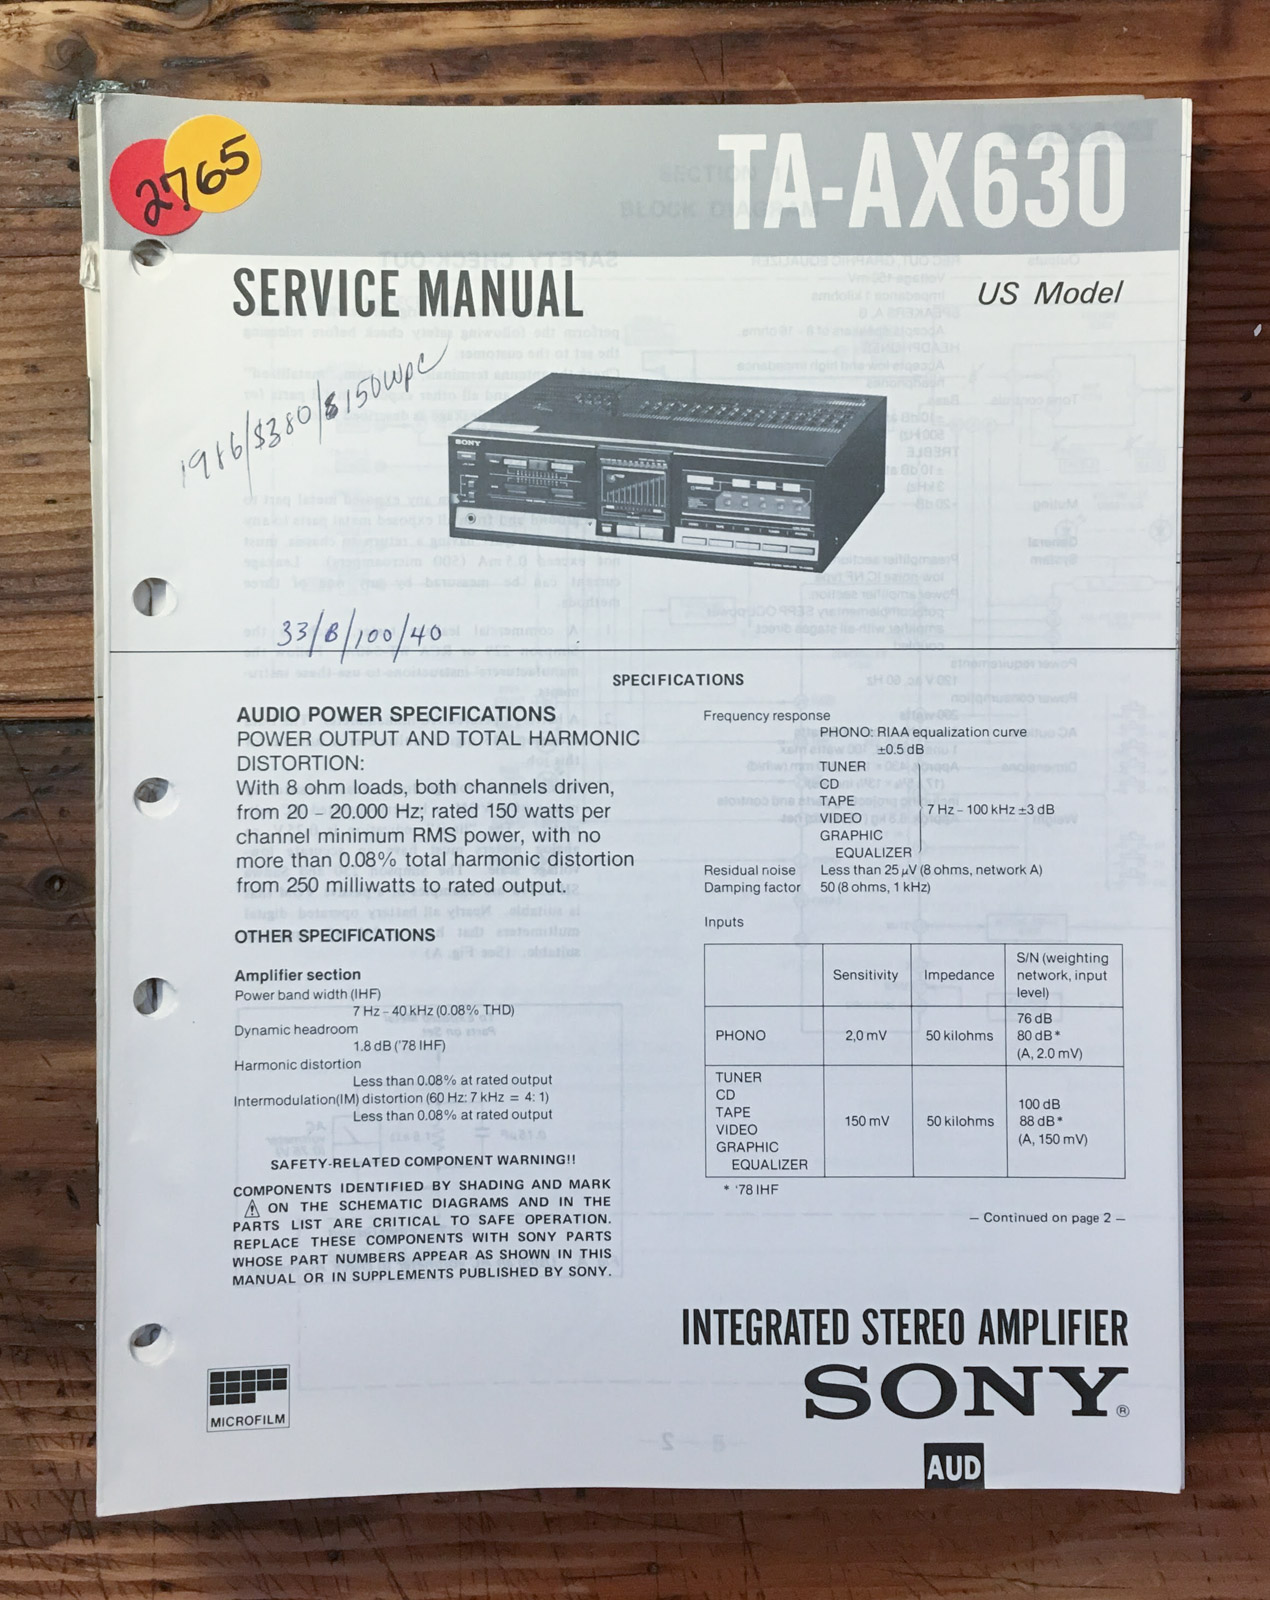 2765
TA-AX630
SERVICE MANUAL
US Model
1986/$380/150WPC
SONY
33/B/100/40
SPECIFICATIONS
AUDIO POWER SPECIFICATIONS
POWER OUTPUT AND TOTAL HARMONIC
DISTORTION:
With 8 ohm loads, both channels driven,
from 20 – 20.000 Hz; rated 150 watts per
channel minimum RMS power, with no
more than 0.08% total harmonic distortion
from 250 milliwatts to rated output.
OTHER SPECIFICATIONS
Amplifier section
Power band width (IHF)
7 Hz – 40 kHz (0.08% THD)
Dynamic headroom
1.8 dB ('78 IHF)
Harmonic distortion
Less than 0.08% at rated output
Intermodulation(IM) distortion (60 Hz: 7 kHz = 4: 1)
Less than 0.08% at rated output
SAFETY-RELATED COMPONENT WARNING!!
COMPONENTS IDENTIFIED BY SHADING AND MARK
⚠ ON THE SCHEMATIC DIAGRAMS AND IN THE
PARTS LIST ARE CRITICAL TO SAFE OPERATION.
REPLACE THESE COMPONENTS WITH SONY PARTS
WHOSE PART NUMBERS APPEAR AS SHOWN IN THIS
MANUAL OR IN SUPPLEMENTS PUBLISHED BY SONY.
Frequency response
PHONO: RIAA equalization curve
±0.5 dB
TUNER
CD
TAPE
VIDEO
GRAPHIC
EQUALIZER
7 Hz – 100 kHz ±3 dB
Residual noise Less than 25 μV (8 ohms, network A)
Damping factor 50 (8 ohms, 1 kHz)
Inputs
Sensitivity Impedance S/N (weighting
network, input
level)
PHONO 2,0 mV 50 kilohms 76 dB
80 dB*
(A, 2.0 mV)
TUNER
CD
TAPE
VIDEO
GRAPHIC
EQUALIZER
150 mV 50 kilohms 100 dB
88 dB*
(A, 150 mV)
* '78 IHF
– Continued on page 2 –
INTEGRATED STEREO AMPLIFIER
SONY®
MICROFILM
AUD